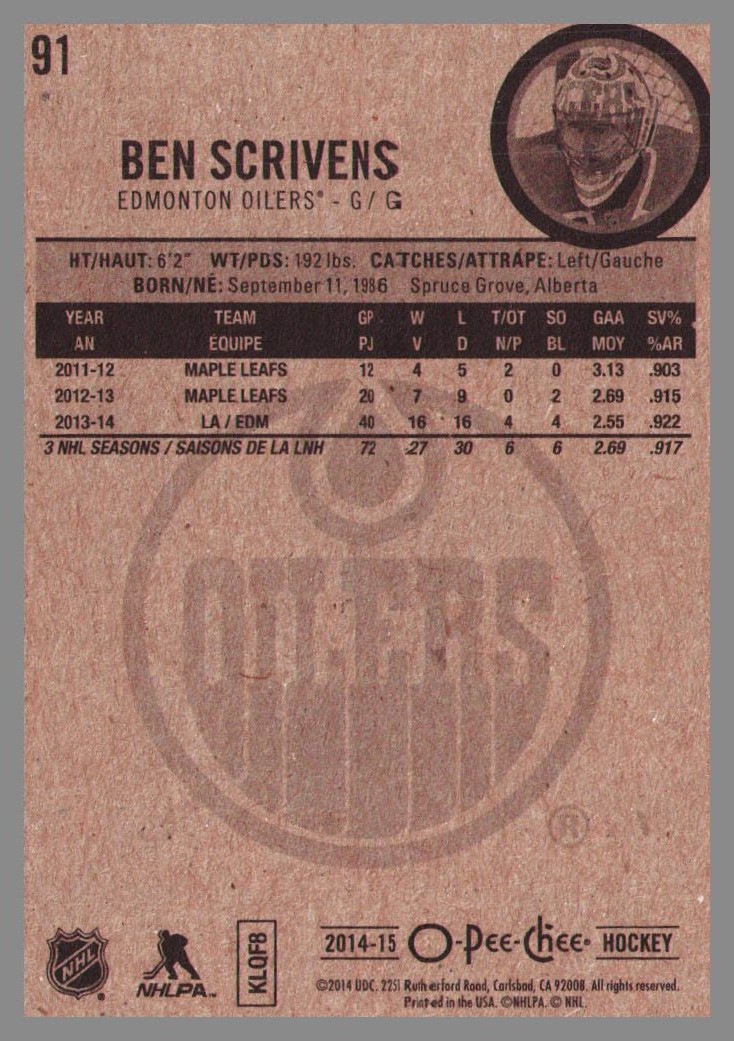 91
BEN SCRIVENS
EDMONTON OILERS® - G / G
HT/HAUT: 6'2" WT/PDS: 192 lbs. CATCHES/ATTRAPE: Left/Gauche
BORN/NÉ: September 11, 1986 Spruce Grove, Alberta
YEAR TEAM GP W L T/OT SO GAA SV%
AN ÉQUIPE PJ V D N/P BL MOY %AR
2011-12 MAPLE LEAFS 12 4 5 2 0 3.13 .903
2012-13 MAPLE LEAFS 20 7 9 0 2 2.69 .915
2013-14 LA / EDM 40 16 16 4 4 2.55 .922
3 NHL SEASONS / SAISONS DE LA LNH 72 27 30 6 6 2.69 .917
OILERS
®
NHL ®
NHLPA™
KLQF8
2014-15 O-Pee-Chee® HOCKEY
©2014 UDC. 2251 Rutherford Road, Carlsbad, CA 92008. All rights reserved.
Printed in the USA. ©NHLPA. © NHL.